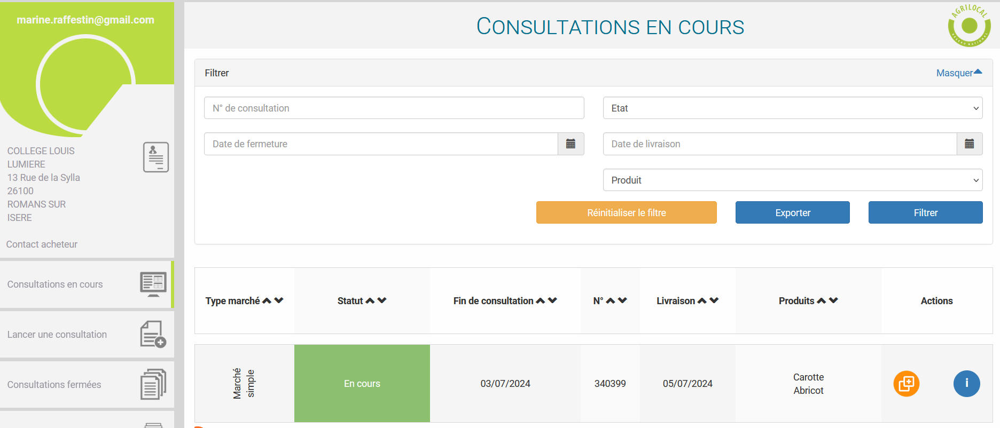 marine.raffestin@gmail.com
CONSULTATIONS EN COURS
AGRILOCAL
RÉSEAU NATIONAL
Filtrer
Masquer
N° de consultation
Etat
Date de fermeture
Date de livraison
Produit
Réinitialiser le filtre
Exporter
Filtrer
COLLEGE LOUIS
LUMIERE
13 Rue de la Sylla
26100
ROMANS SUR
ISERE
Contact acheteur
Consultations en cours
Lancer une consultation
Consultations fermées
Type marché
Statut
Fin de consultation
N°
Livraison
Produits
Actions
Marché
simple
En cours
03/07/2024
340399
05/07/2024
Carotte
Abricot
i